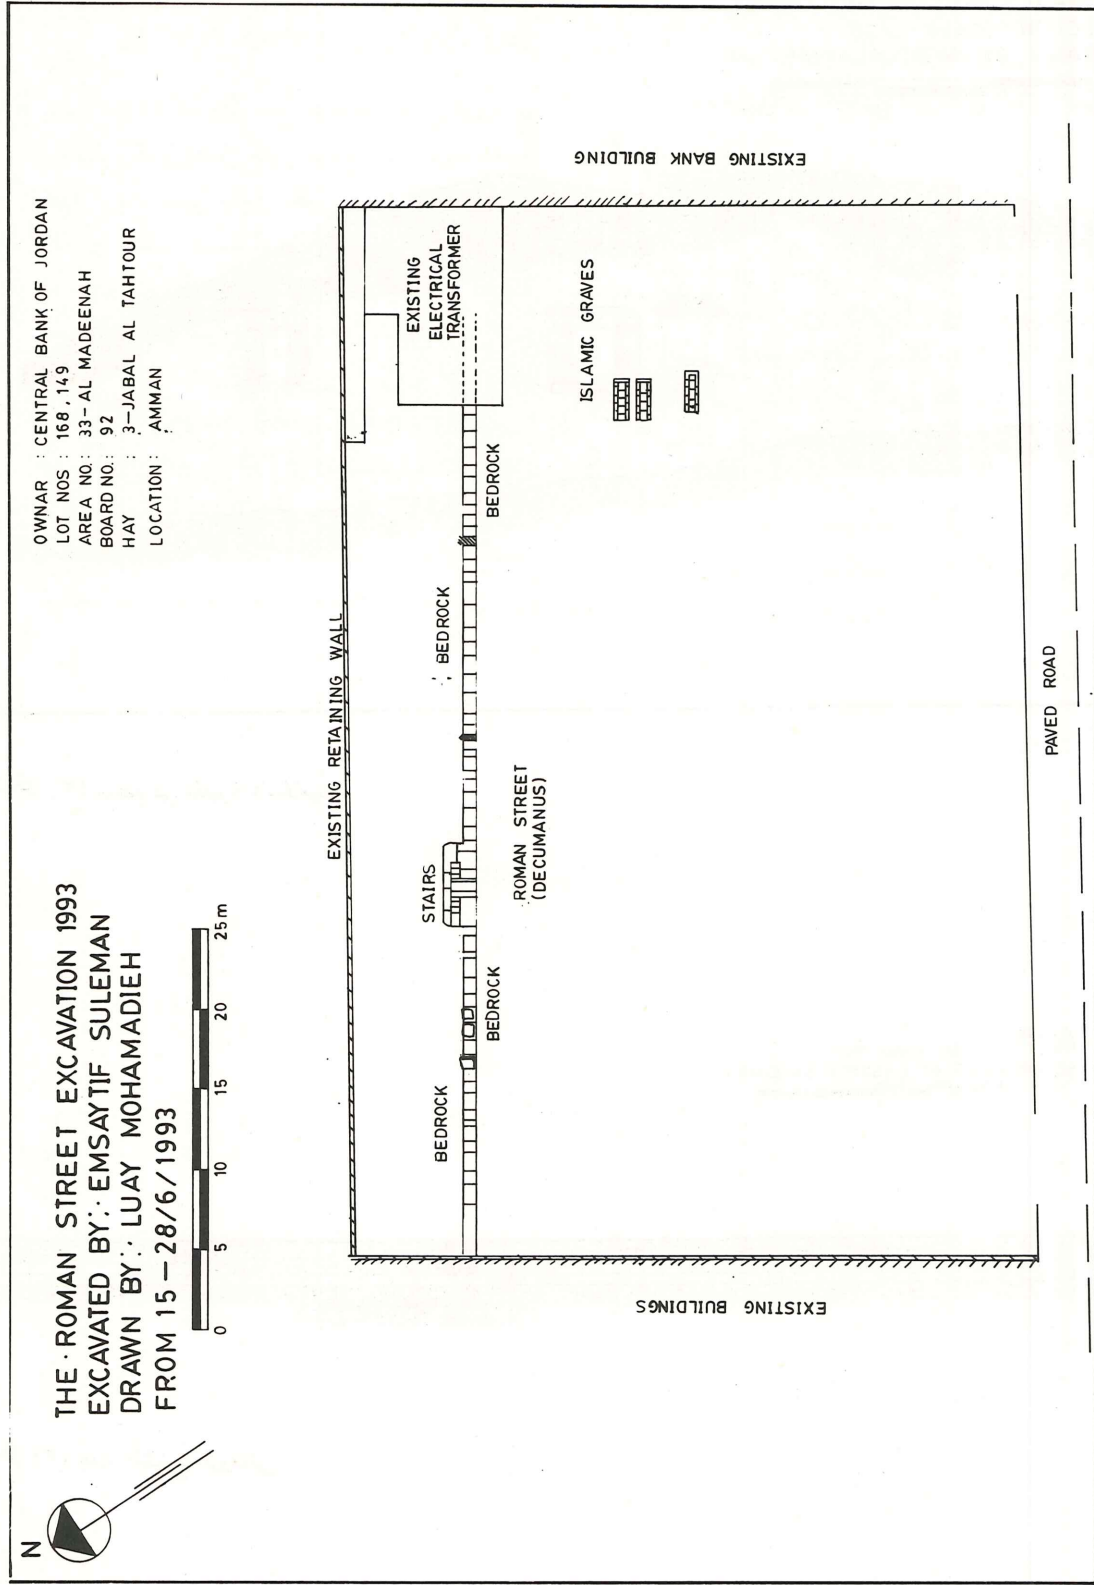 N
THE ROMAN STREET EXCAVATION 1993
EXCAVATED BY: EMSAYTIF SULEMAN
DRAWN BY: LUAY MOHAMADIEH
FROM 15-28/6/1993
0 5 10 15 20 25m
OWNAR : CENTRAL BANK OF JORDAN
LOT NOS : 168,149
AREA NO.: 33-AL MADEENAH
BOARD NO.: 92
HAY : 3-JABAL AL TAHTOUR
LOCATION: AMMAN
EXISTING RETAINING WALL
EXISTING
ELECTRICAL
TRANSFORMER
STAIRS
BEDROCK
BEDROCK
BEDROCK
BEDROCK
ROMAN STREET
(DECUMANUS)
ISLAMIC GRAVES
EXISTING BUILDINGS
EXISTING BANK BUILDING
PAVED ROAD